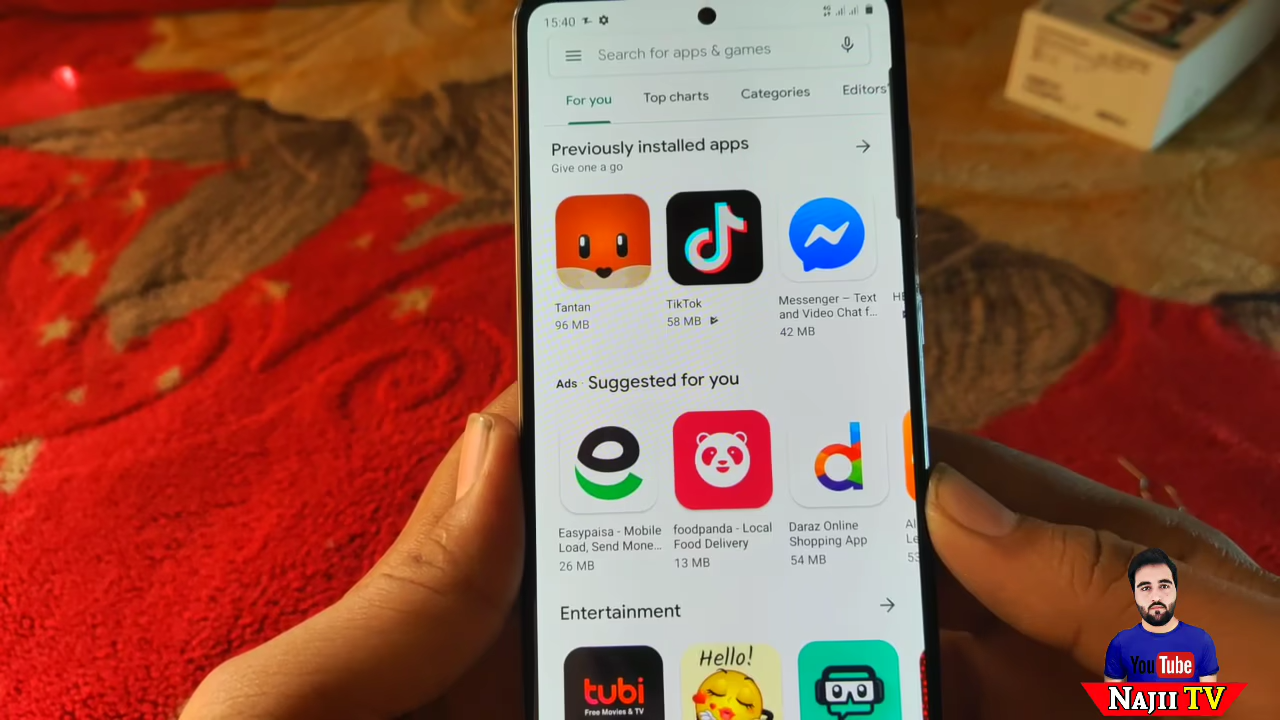 15:40
Search for apps & games
For you Top charts Categories Editors'
Previously installed apps
Give one a go
Tantan
96 MB
TikTok
58 MB
Messenger – Text
and Video Chat f...
42 MB
Ads · Suggested for you
Easypaisa - Mobile
Load, Send Mone...
26 MB
foodpanda - Local
Food Delivery
13 MB
Daraz Online
Shopping App
54 MB
Entertainment
tubi
Free Movies & TV
Hello!
YouTube
NAJII TV